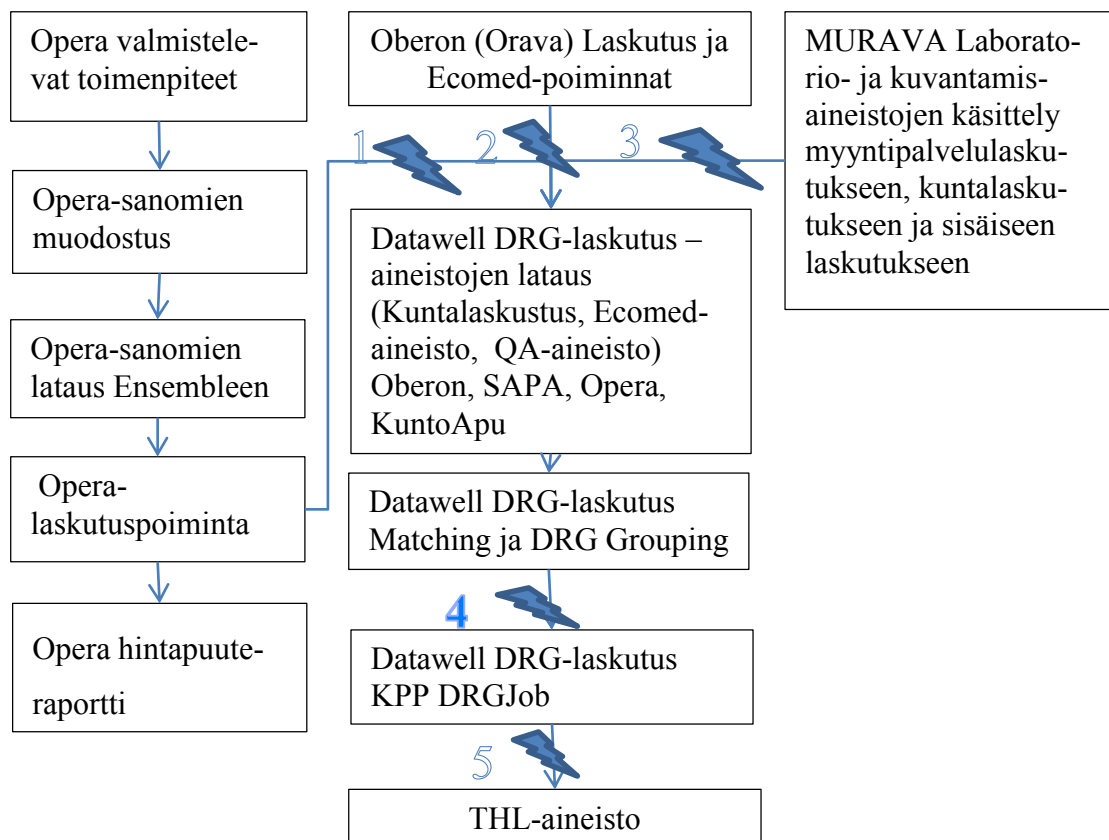 Opera valmistele-
vat toimenpiteet
Opera-sanomien
muodostus
Opera-sanomien
lataus Ensembleen
Opera-
laskutuspoiminta
Opera hintapuute-
raportti
Oberon (Orava) Laskutus ja
Ecomed-poiminnat
1
2
3
Datawell DRG-laskutus –
aineistojen lataus
(Kuntalaskustus, Ecomed-
aineisto, QA-aineisto)
Oberon, SAPA, Opera,
KuntoApu
Datawell DRG-laskutus
Matching ja DRG Grouping
4
Datawell DRG-laskutus
KPP DRGJob
5
THL-aineisto
MURAVA Laborato-
rio- ja kuvantamis-
aineistojen käsittely
myyntipalvelulasku-
tukseen, kuntalasku-
tukseen ja sisäiseen
laskutukseen